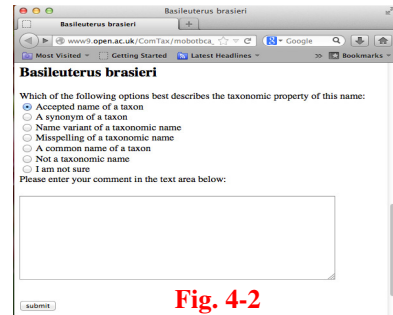 Basileuterus brasieri
Basileuterus brasieri
www9.open.ac.uk/ComTax/mobotbca_ Google
Most Visited Getting Started Latest Headlines Bookmarks
Basileuterus brasieri
Which of the following options best describes the taxonomic property of this name:
Accepted name of a taxon
A synonym of a taxon
Name variant of a taxonomic name
Misspelling of a taxonomic name
A common name of a taxon
Not a taxonomic name
I am not sure
Please enter your comment in the text area below:
submit
Fig. 4-2